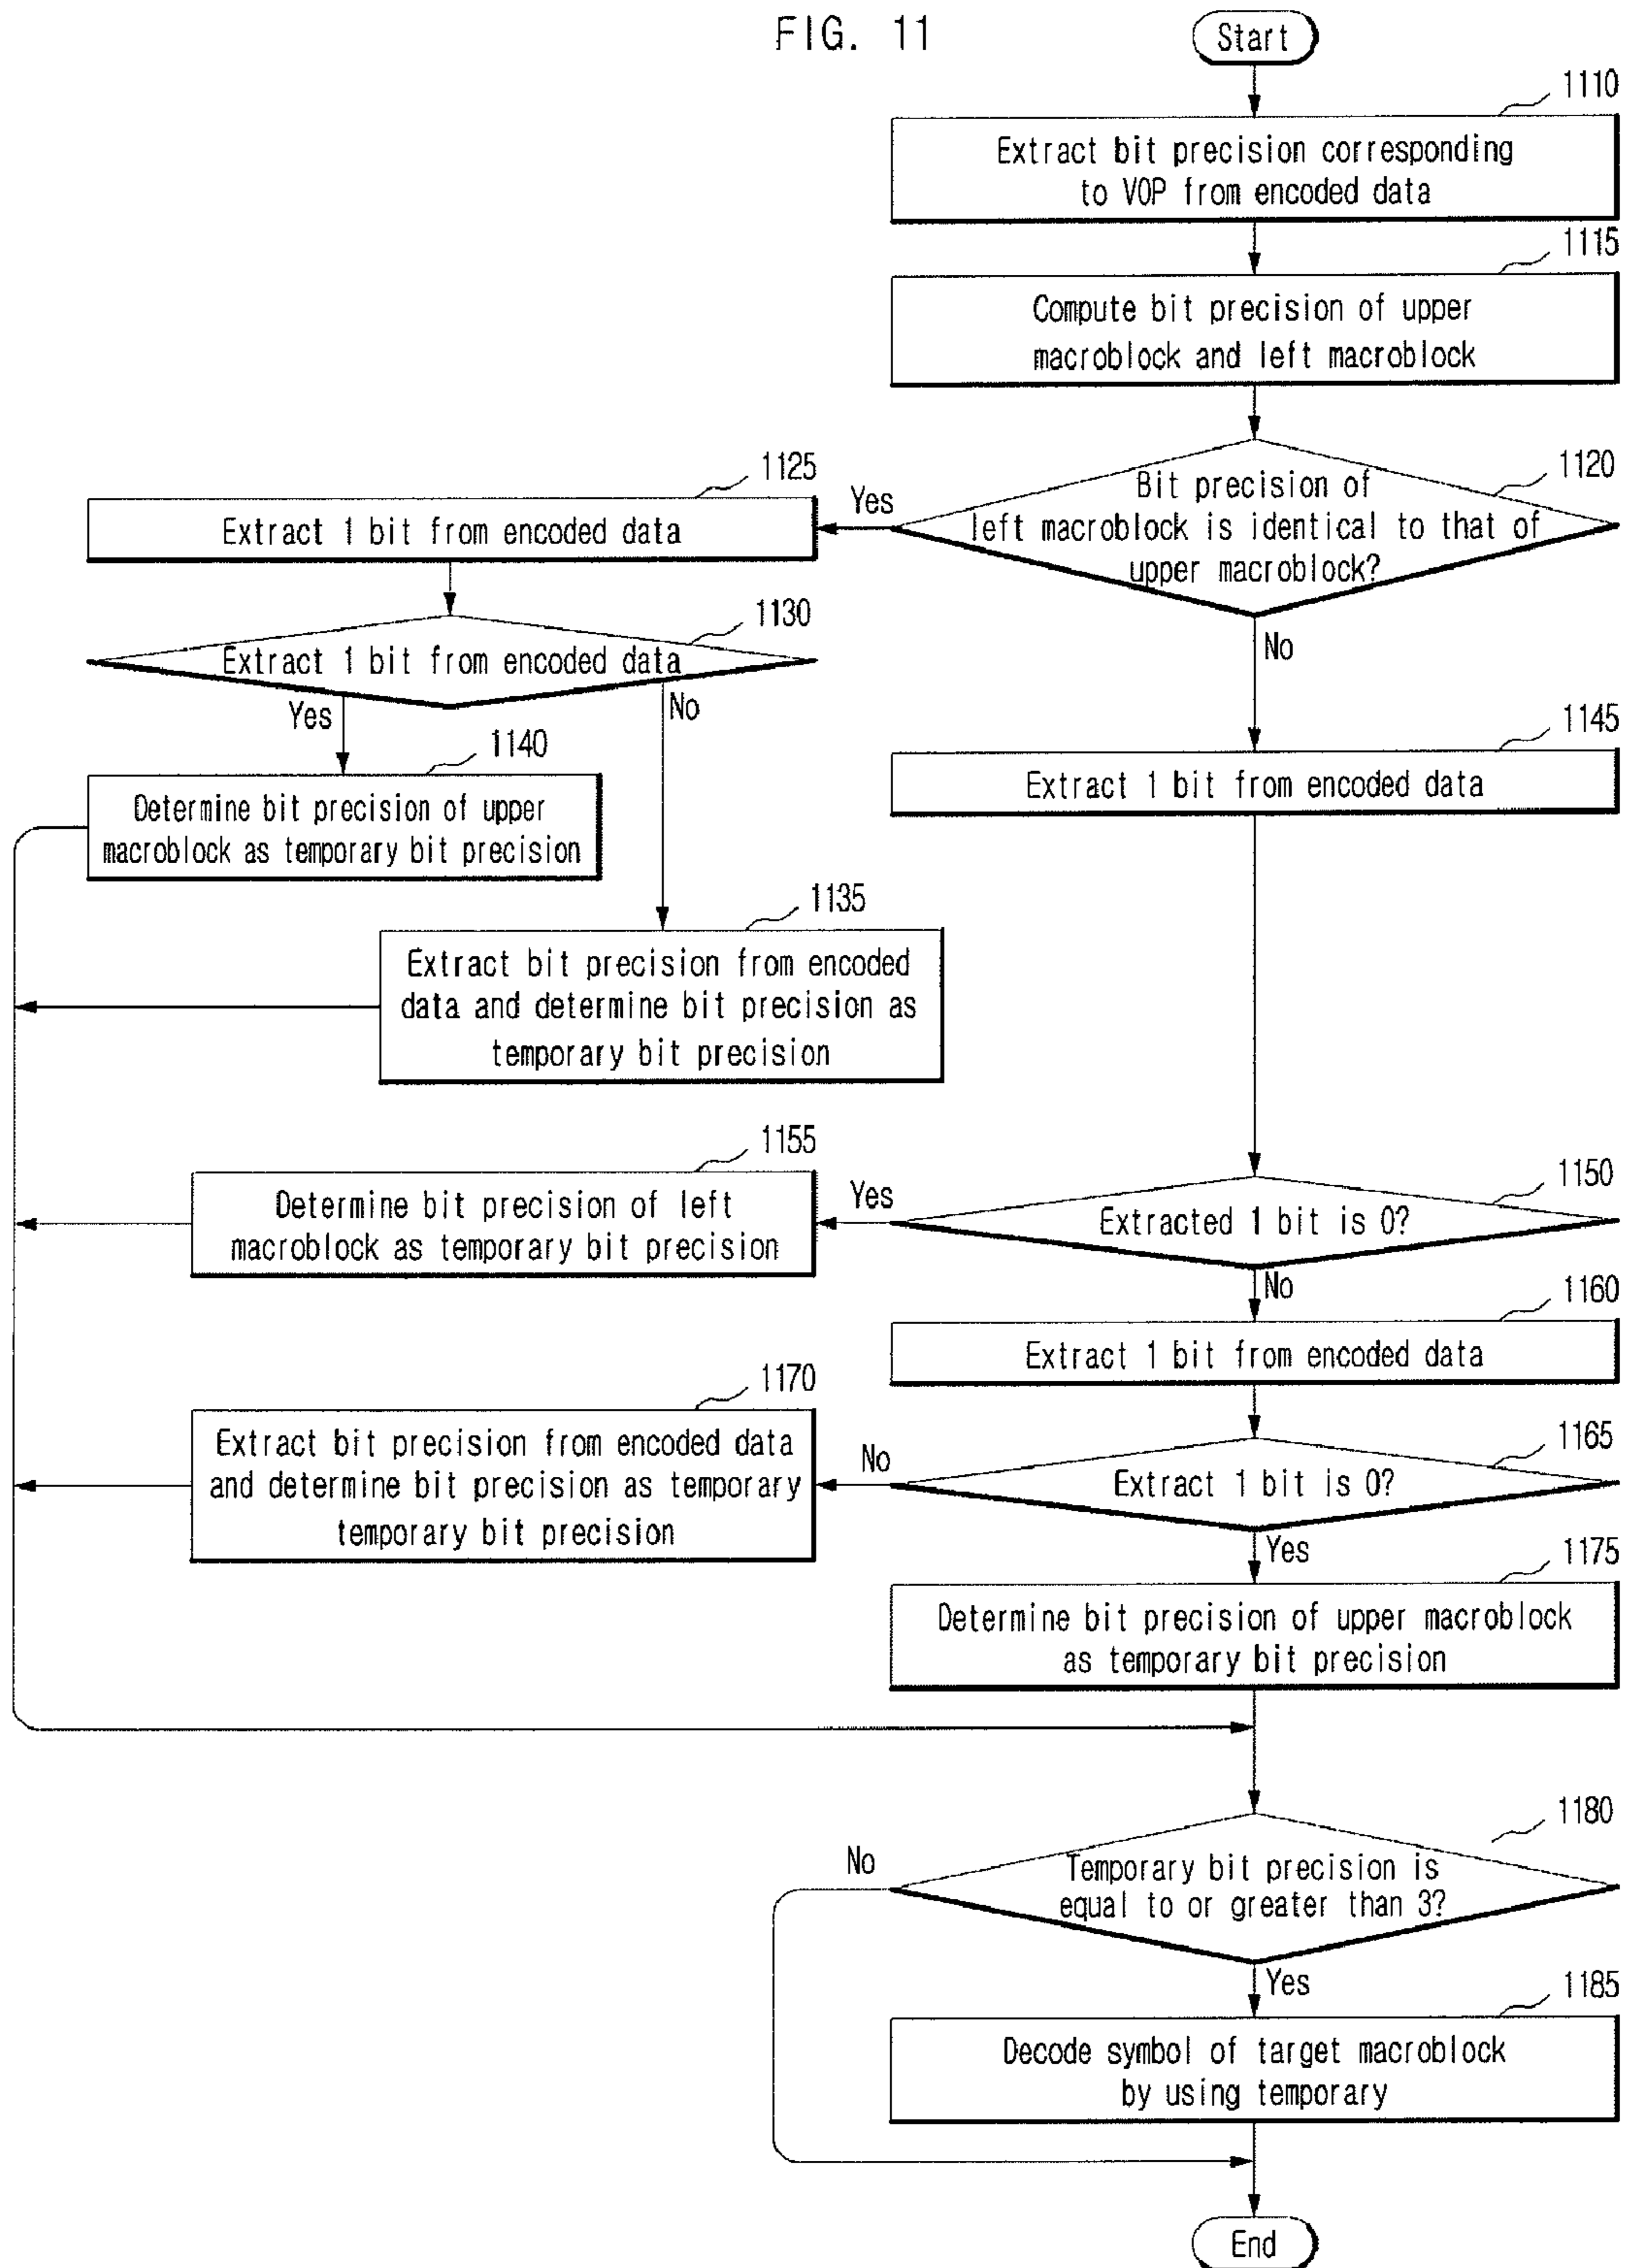 FIG. 11
Start
1110
Extract bit precision corresponding
to VOP from encoded data
1115
Compute bit precision of upper
macroblock and left macroblock
1120
Bit precision of
left macroblock is identical to that of
upper macroblock?
Yes
No
1125
Extract 1 bit from encoded data
1130
Extract 1 bit from encoded data
Yes
No
1140
Determine bit precision of upper
macroblock as temporary bit precision
1135
Extract bit precision from encoded
data and determine bit precision as
temporary bit precision
1145
Extract 1 bit from encoded data
1150
Extracted 1 bit is 0?
Yes
No
1155
Determine bit precision of left
macroblock as temporary bit precision
1160
Extract 1 bit from encoded data
1165
Extract 1 bit is 0?
No
Yes
1170
Extract bit precision from encoded data
and determine bit precision as temporary
temporary bit precision
1175
Determine bit precision of upper macroblock
as temporary bit precision
1180
Temporary bit precision is
equal to or greater than 3?
No
Yes
1185
Decode symbol of target macroblock
by using temporary
End